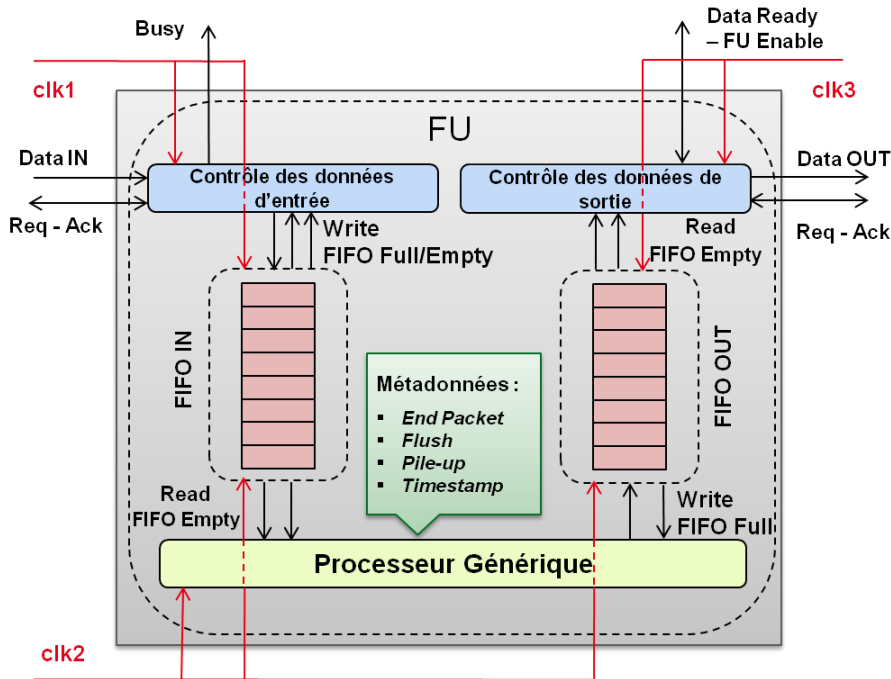 Busy
Data Ready
– FU Enable
clk1
clk3
FU
Data IN
Contrôle des données
d'entrée
Contrôle des données de
sortie
Data OUT
Req - Ack
Req - Ack
Write
FIFO Full/Empty
Read
FIFO Empty
FIFO IN
FIFO OUT
Métadonnées :
▪ End Packet
▪ Flush
▪ Pile-up
▪ Timestamp
Read
FIFO Empty
Write
FIFO Full
Processeur Générique
clk2